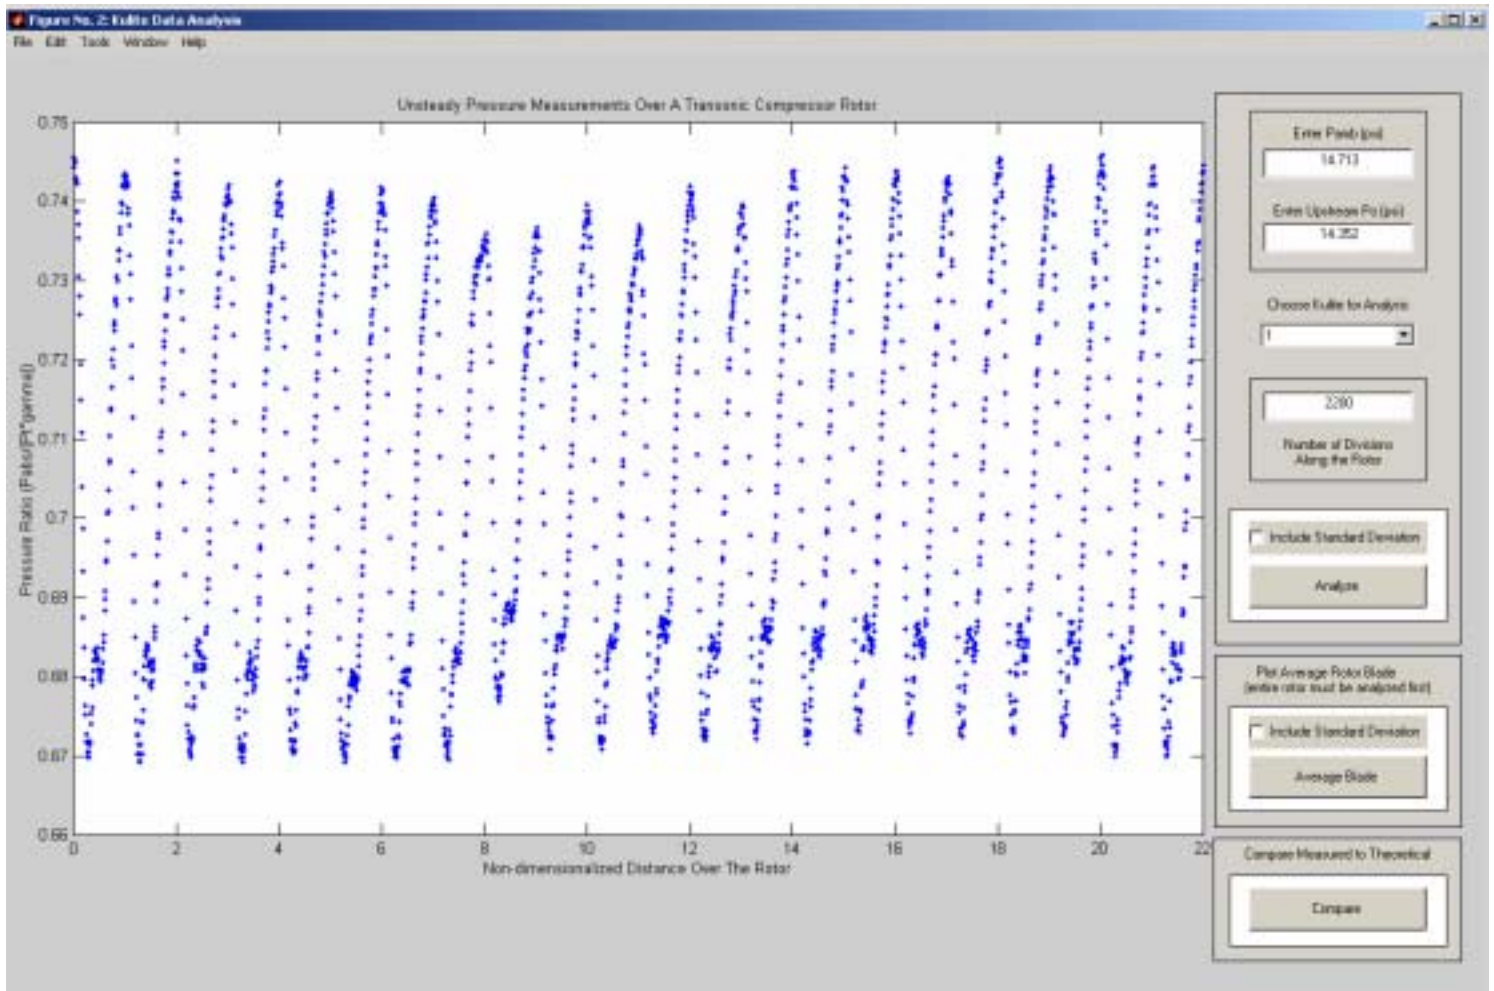 Figure No. 2: Kulite Data Analysis
File Edit Tools Window Help
Unsteady Pressure Measurements Over A Transonic Compressor Rotor
0.75
0.74
0.73
0.72
0.71
0.7
0.69
0.68
0.67
0.66
Pressure Ratio (Pabs/Pt*gamma)
0 2 4 6 8 10 12 14 16 18 20 22
Non-dimensionalized Distance Over The Rotor
Enter Pamb (psi)
14.713
Enter Upstream Po (psi)
14.352
Choose Kulite for Analysis
1
2200
Number of Divisions
Along the Rotor
Include Standard Deviation
Analyze
Plot Average Rotor Blade
(entire rotor must be analyzed first)
Include Standard Deviation
Average Blade
Compare Measured to Theoretical
Compare